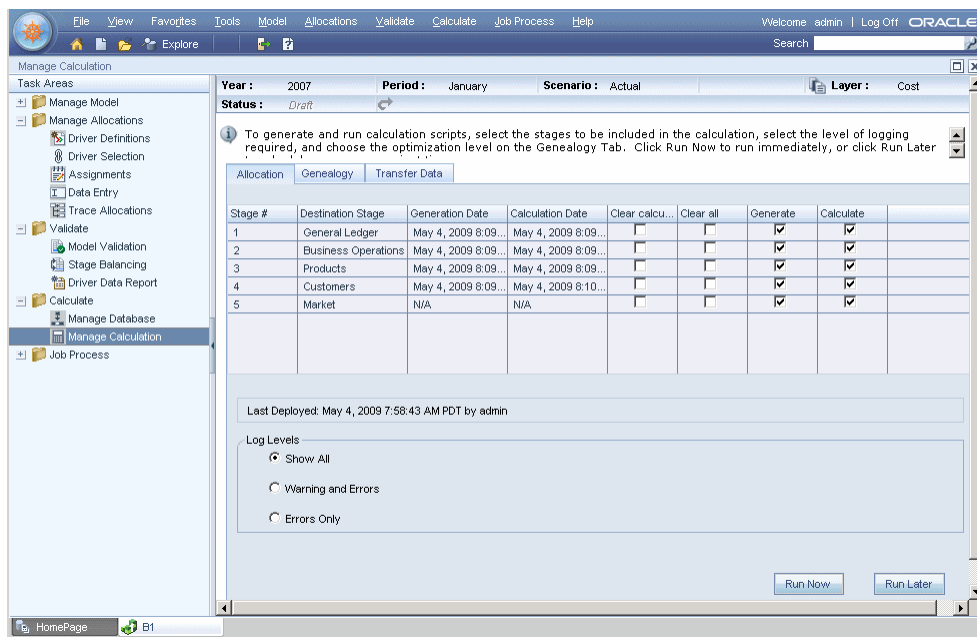 File View Favorites Tools Model Allocations Validate Calculate Job Process Help Welcome admin | Log Off ORACLE
Explore Search
Manage Calculation
Task Areas
Manage Model
Manage Allocations
Driver Definitions
Driver Selection
Assignments
Data Entry
Trace Allocations
Validate
Model Validation
Stage Balancing
Driver Data Report
Calculate
Manage Database
Manage Calculation
Job Process
Year : 2007 Period : January Scenario : Actual Layer : Cost
Status : Draft
To generate and run calculation scripts, select the stages to be included in the calculation, select the level of logging
required, and choose the optimization level on the Genealogy Tab. Click Run Now to run immediately, or click Run Later
Allocation Genealogy Transfer Data
Stage # Destination Stage Generation Date Calculation Date Clear calcu... Clear all Generate Calculate
1 General Ledger May 4, 2009 8:09... May 4, 2009 8:09...
2 Business Operations May 4, 2009 8:09... May 4, 2009 8:09...
3 Products May 4, 2009 8:09... May 4, 2009 8:09...
4 Customers May 4, 2009 8:09... May 4, 2009 8:10...
5 Market N/A N/A
Last Deployed: May 4, 2009 7:58:43 AM PDT by admin
Log Levels
Show All
Warning and Errors
Errors Only
Run Now Run Later
HomePage B1